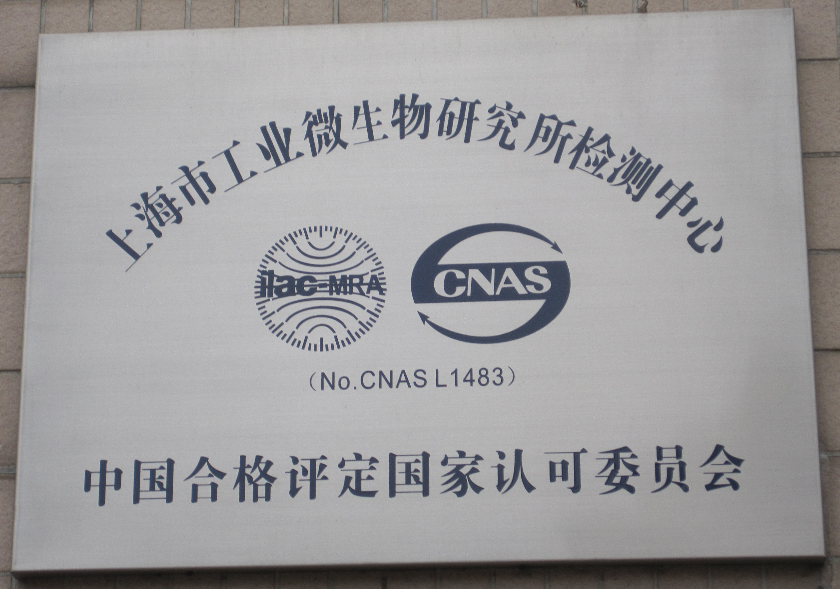 上海市工业微生物研究所检测中心
ilac-MRA
CNAS
（No.CNAS L1483）
中国合格评定国家认可委员会